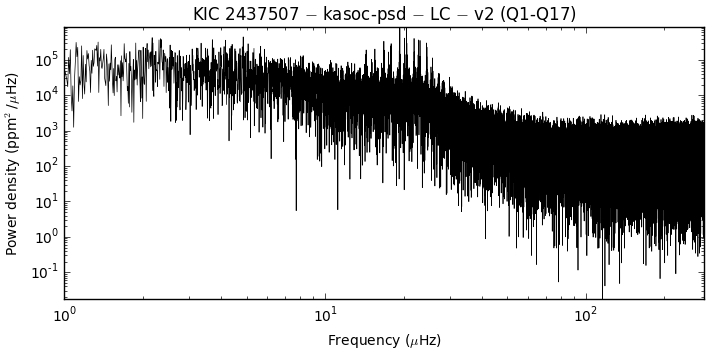 KIC 2437507 − kasoc-psd − LC − v2 (Q1-Q17)
Power density (ppm² /μHz)
10⁵
10⁴
10³
10²
10¹
10⁰
10⁻¹
10⁰ 10¹ 10²
Frequency (μHz)